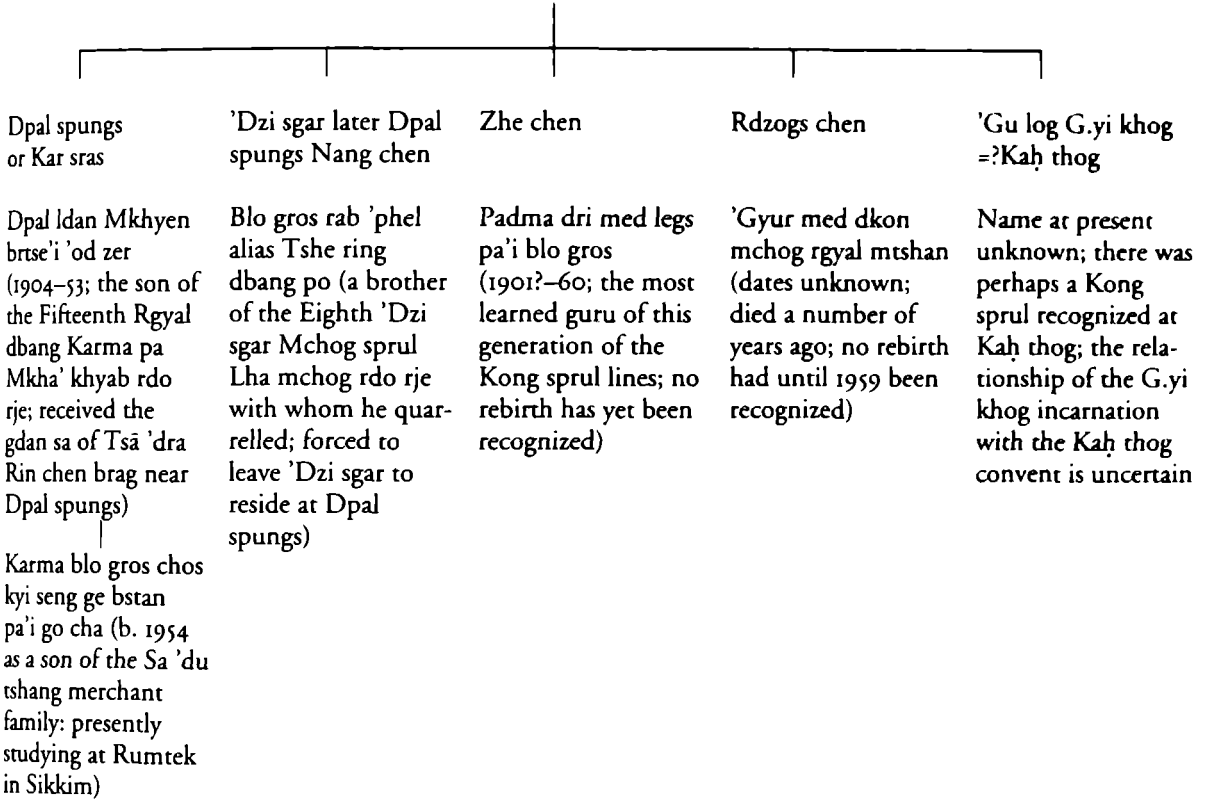 Dpal spungs
or Kar sras
Dpal ldan Mkhyen
brtse'i 'od zer
(1904–53; the son of
the Fifteenth Rgyal
dbang Karma pa
Mkha' khyab rdo
rje; received the
gdan sa of Tsā 'dra
Rin chen brag near
Dpal spungs)
Karma blo gros chos
kyi seng ge bstan
pa'i go cha (b. 1954
as a son of the Sa 'du
tshang merchant
family: presently
studying at Rumtek
in Sikkim)
'Dzi sgar later Dpal
spungs Nang chen
Blo gros rab 'phel
alias Tshe ring
dbang po (a brother
of the Eighth 'Dzi
sgar Mchog sprul
Lha mchog rdo rje
with whom he quar-
relled; forced to
leave 'Dzi sgar to
reside at Dpal
spungs)
Zhe chen
Padma dri med legs
pa'i blo gros
(1901?–60; the most
learned guru of this
generation of the
Kong sprul lines; no
rebirth has yet been
recognized)
Rdzogs chen
'Gyur med dkon
mchog rgyal mtshan
(dates unknown;
died a number of
years ago; no rebirth
had until 1959 been
recognized)
'Gu log G.yi khog
=?Kaḥ thog
Name at present
unknown; there was
perhaps a Kong
sprul recognized at
Kaḥ thog; the rela-
tionship of the G.yi
khog incarnation
with the Kaḥ thog
convent is uncertain